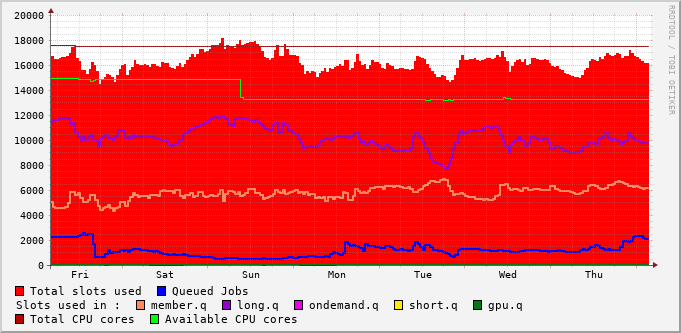 20000
18000
16000
14000
12000
10000
8000
6000
4000
2000
0
Fri Sat Sun Mon Tue Wed Thu
Total slots used Queued Jobs
Slots used in : member.q long.q ondemand.q short.q gpu.q
Total CPU cores Available CPU cores
RRDTOOL / TOBI OETIKER